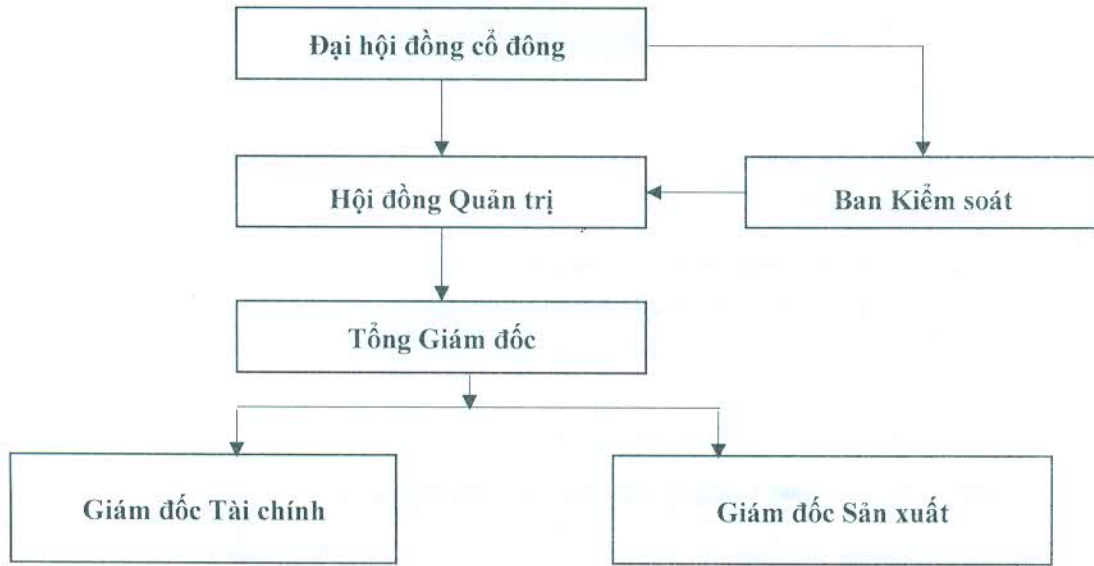 Đại hội đồng cổ đông
Hội đồng Quản trị
Ban Kiểm soát
Tổng Giám đốc
Giám đốc Tài chính
Giám đốc Sản xuất